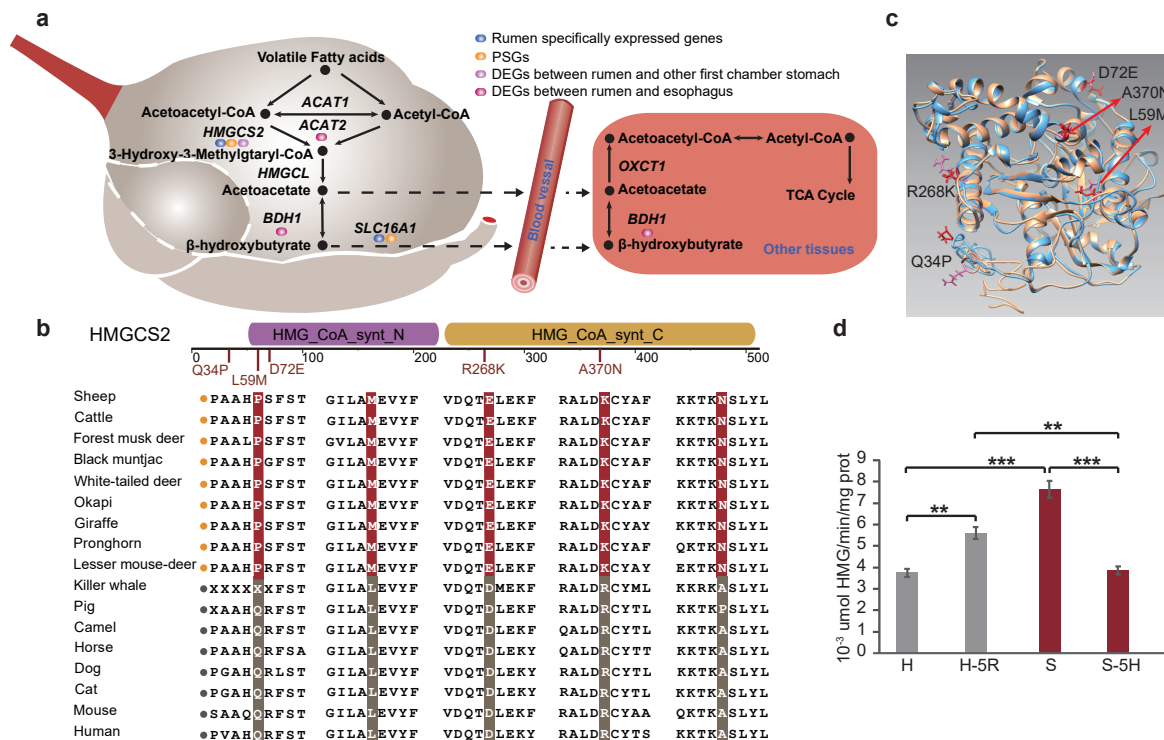 a
Rumen specifically expressed genes
PSGs
DEGs between rumen and other first chamber stomach
DEGs between rumen and esophagus
Volatile Fatty acids
Acetoacetyl-CoA
ACAT1
Acetyl-CoA
HMGCS2
ACAT2
3-Hydroxy-3-Methylgtaryl-CoA
HMGCL
Acetoacetate
BDH1
SLC16A1
β-hydroxybutyrate
Blood vessal
Acetoacetyl-CoA
Acetyl-CoA
OXCT1
Acetoacetate
TCA Cycle
BDH1
β-hydroxybutyrate
Other tissues
c
D72E
A370N
L59M
R268K
Q34P
b
HMGCS2
HMG_CoA_synt_N
HMG_CoA_synt_C
0 100 200 300 400 500
Q34P L59M D72E R268K A370N
Sheep PAAHPSFST GILAMEVYF VDQTELEKF RALDKCYAF KKTKNSLYL
Cattle PAAHPSFST GILAMEVYF VDQTELEKF RALDKCYAF KKTKNSLYL
Forest musk deer PAALPSFST GVLAMEVYF VDQTELEKF RALDKCYAF KKTKNSLYL
Black muntjac PAAHPGFST GILAMEVYF VDQTELEKF RALDKCYAF KKTKNSLYL
White-tailed deer PAAHPSFST GILAMEVYF VDQTELEKF RALDKCYAF KKTKNSLYL
Okapi PAAHPSFST GILAMEVYF VDQTELEKF RALDKCYAF KKTKNSLYL
Giraffe PAAHPSFST GILAMEVYF VDQTELEKF RALDKCYAY KKTKNSLYL
Pronghorn PAAHPSFST GILAMEVYF VDQTELEKF RALDKCYAF QKTKNSLYL
Lesser mouse-deer PAAHPRFST GILAMEVYF VDQTELEKF RALDKCYAY EKTKNSLYL
Killer whale XXXXXXFST GILALEVYF VDQTDMEKF RALDRCYML KKRKASLYL
Pig XAAHQRFST GILALEVYF VDQTDLEKF RALDRCYTL KKTKPSLYL
Camel PAAHQRFST GILALEVYF VDQTDLEKF QALDRCYTL KKTKASLYL
Horse PAAHQRFSA GILALEVYF VDQTDLEKY QALDRCYTT KKTKASLYL
Dog PGAHQRLST GILALEVYF VDQTDLEKY RALDRCYTL KKTKASLYL
Cat PGAHQRFST GILALEVYF VDQTDLEKY RALDRCYTL KKTKASLYL
Mouse SAAQQRFST GILALEVYF VDQTDLEKF RALDRCYAA QKTKASLYL
Human PVAHQRFST GILALEVYF VDQTDLEKY RALDRCYTS KKTKASLYL
d
10⁻³ umol HMG/min/mg prot
9
8
7
6
5
4
3
2
1
0
**
*** ***
**
H H-5R S S-5H